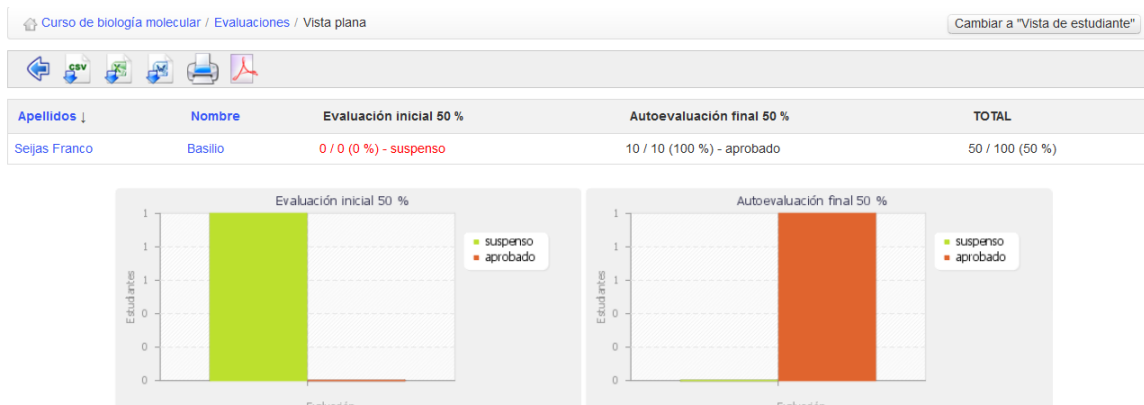 Curso de biología molecular / Evaluaciones / Vista plana
Cambiar a "Vista de estudiante"
CSV
Apellidos ↓ Nombre Evaluación inicial 50 % Autoevaluación final 50 % TOTAL
Seijas Franco Basilio 0 / 0 (0 %) - suspenso 10 / 10 (100 %) - aprobado 50 / 100 (50 %)
Evaluación inicial 50 %
1
1
1
0
0
0
Estudiantes
suspenso
aprobado
Evaluación
Autoevaluación final 50 %
1
1
1
0
0
0
Estudiantes
suspenso
aprobado
Evaluación